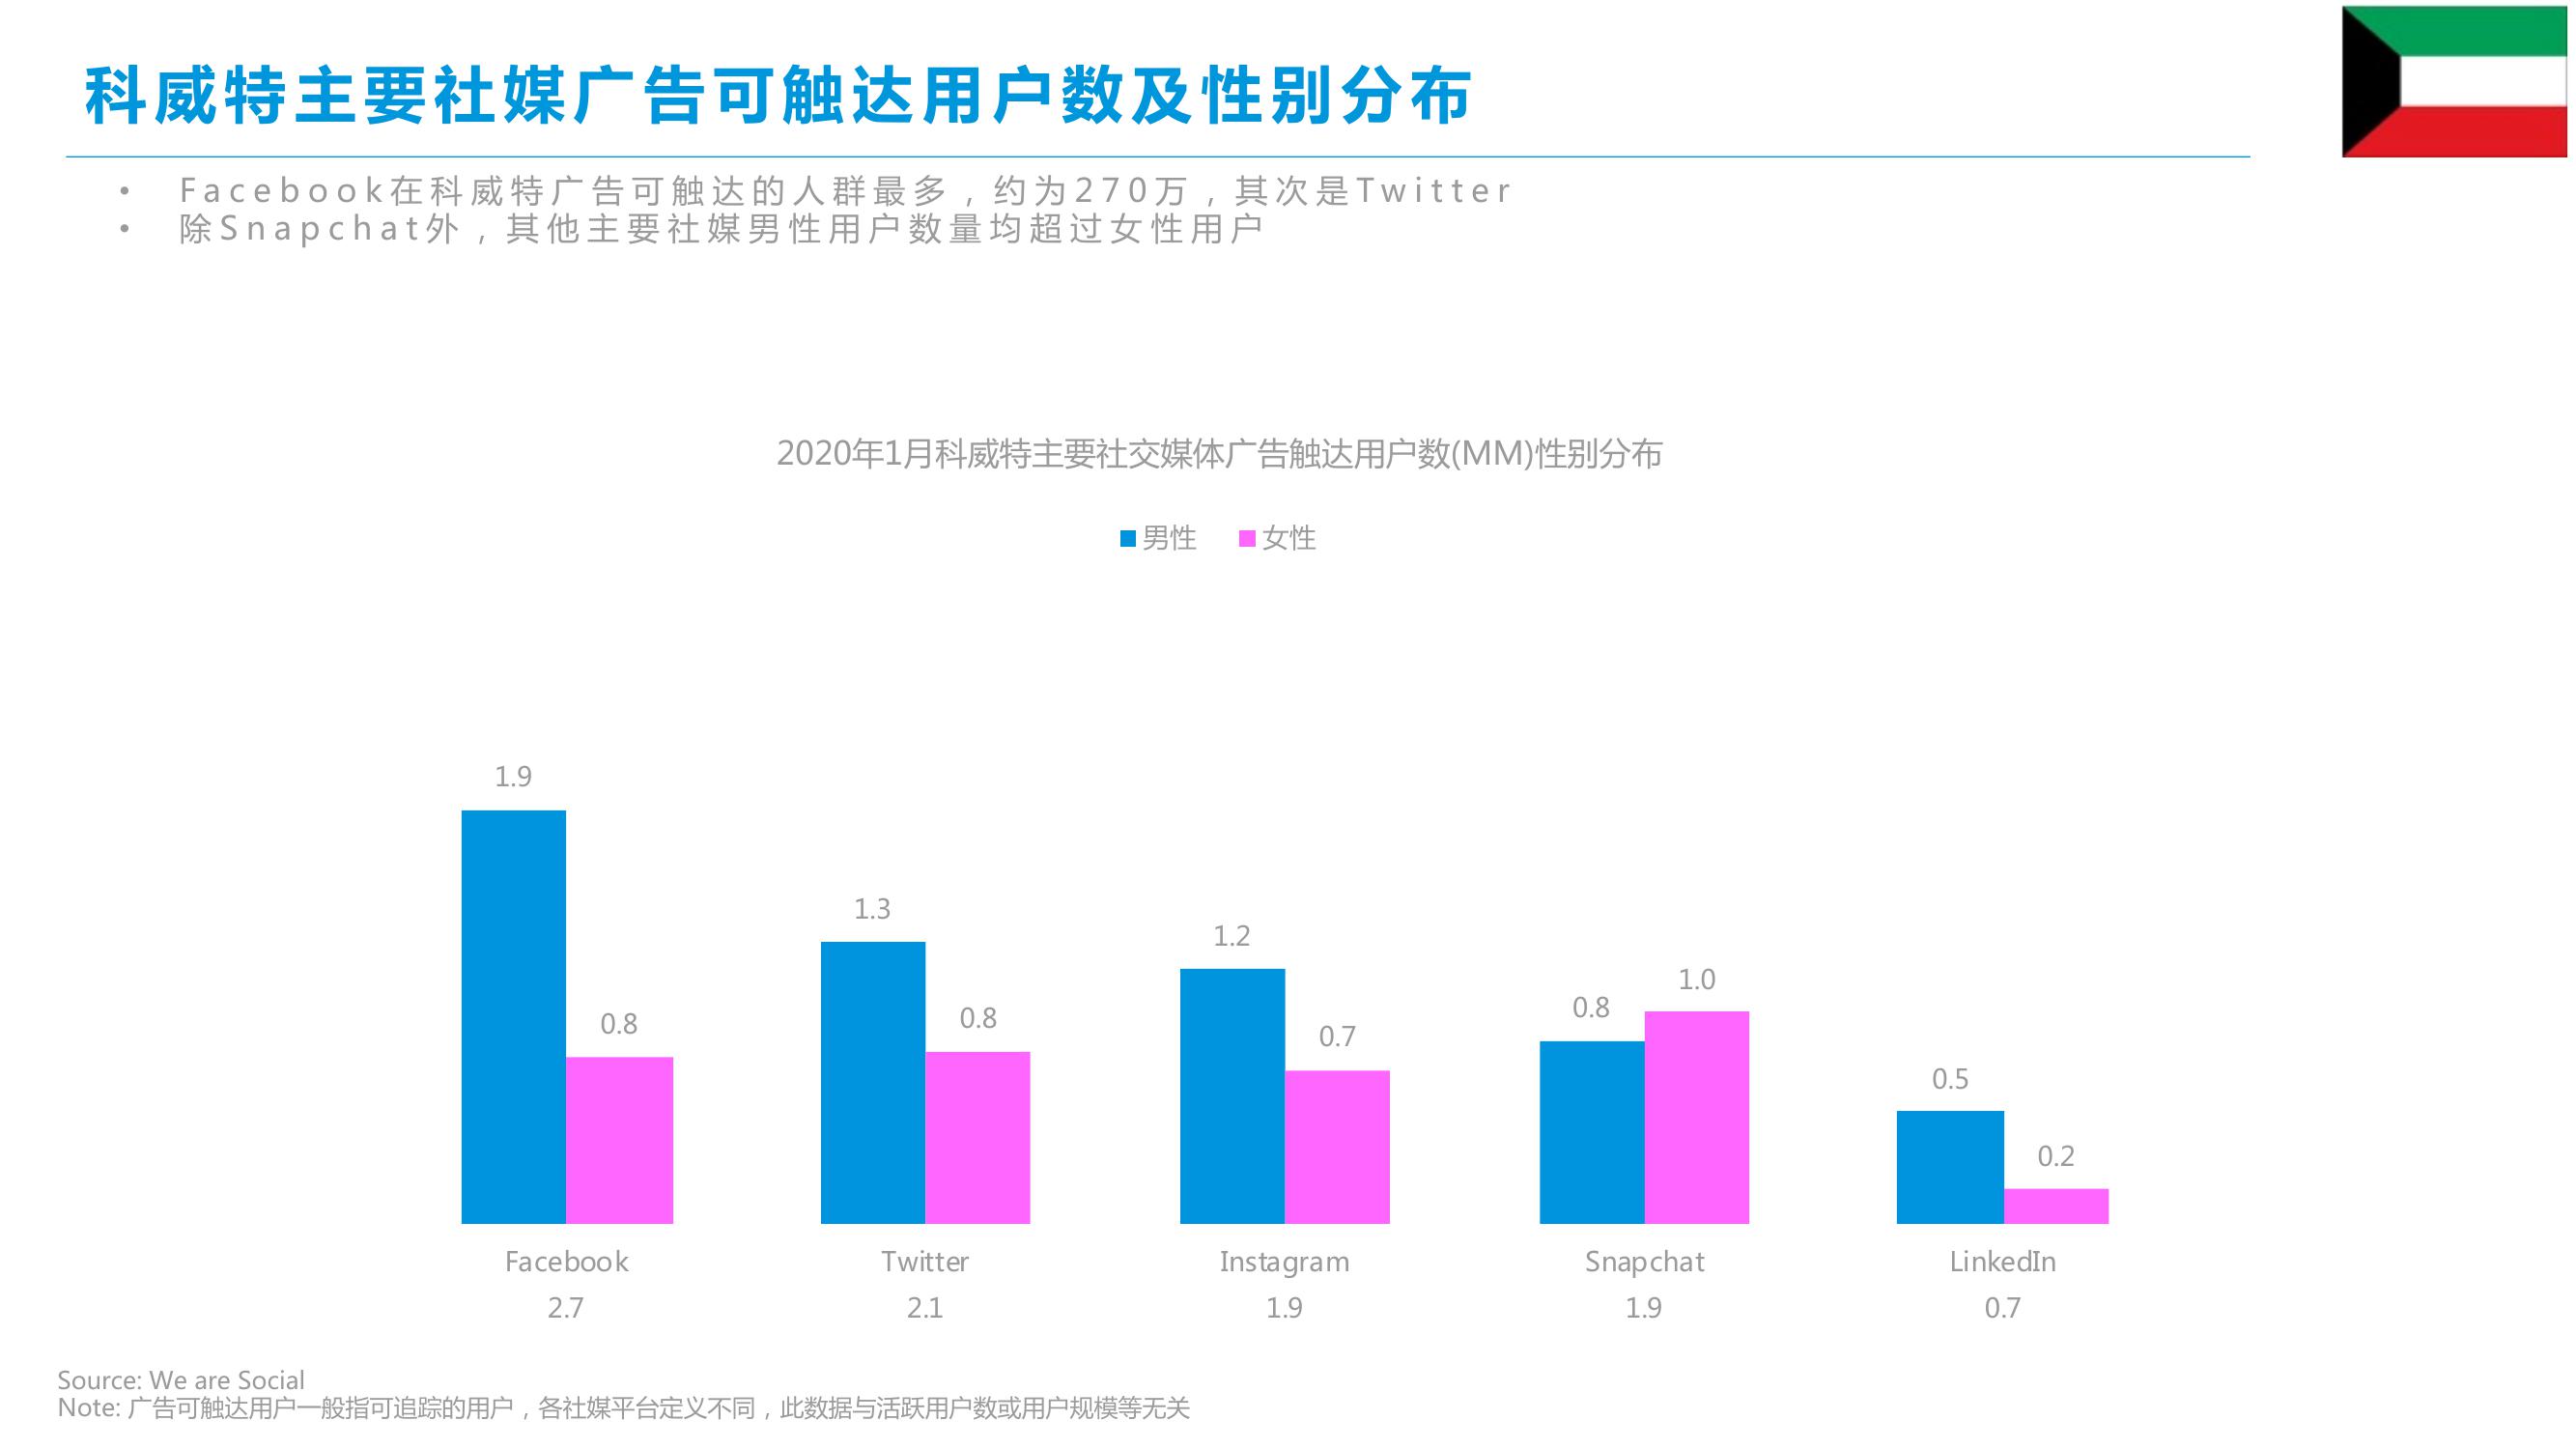 科威特主要社媒广告可触达用户数及性别分布
• Facebook在科威特广告可触达的人群最多，约为270万，其次是Twitter
• 除Snapchat外，其他主要社媒男性用户数量均超过女性用户
2020年1月科威特主要社交媒体广告触达用户数(MM)性别分布
男性 女性
1.9 0.8 1.3 0.8 1.2 0.7 0.8 1.0 0.5 0.2
Facebook Twitter Instagram Snapchat LinkedIn
2.7 2.1 1.9 1.9 0.7
Source: We are Social
Note: 广告可触达用户一般指可追踪的用户，各社媒平台定义不同，此数据与活跃用户数或用户规模等无关